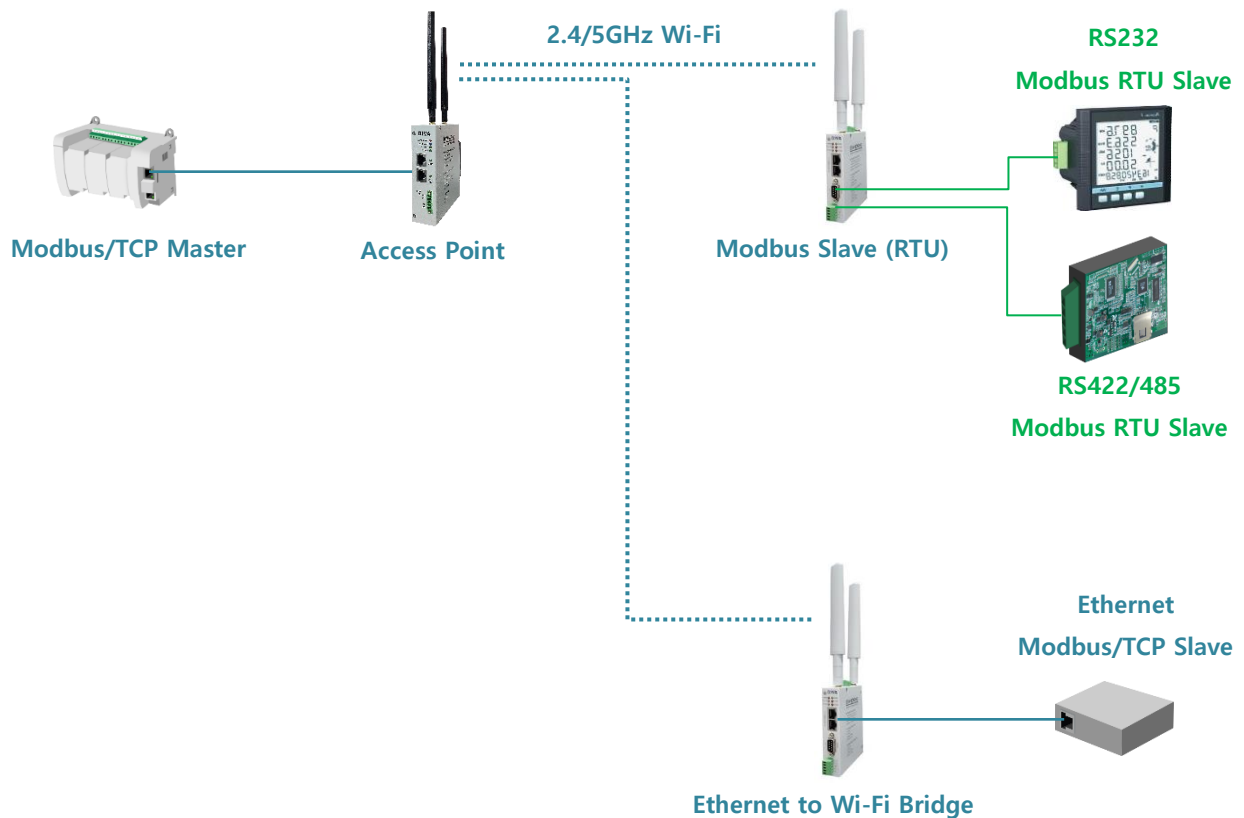 2.4/5GHz Wi-Fi
RS232
Modbus RTU Slave
Modbus/TCP Master
Access Point
Modbus Slave (RTU)
RS422/485
Modbus RTU Slave
Ethernet
Modbus/TCP Slave
Ethernet to Wi-Fi Bridge